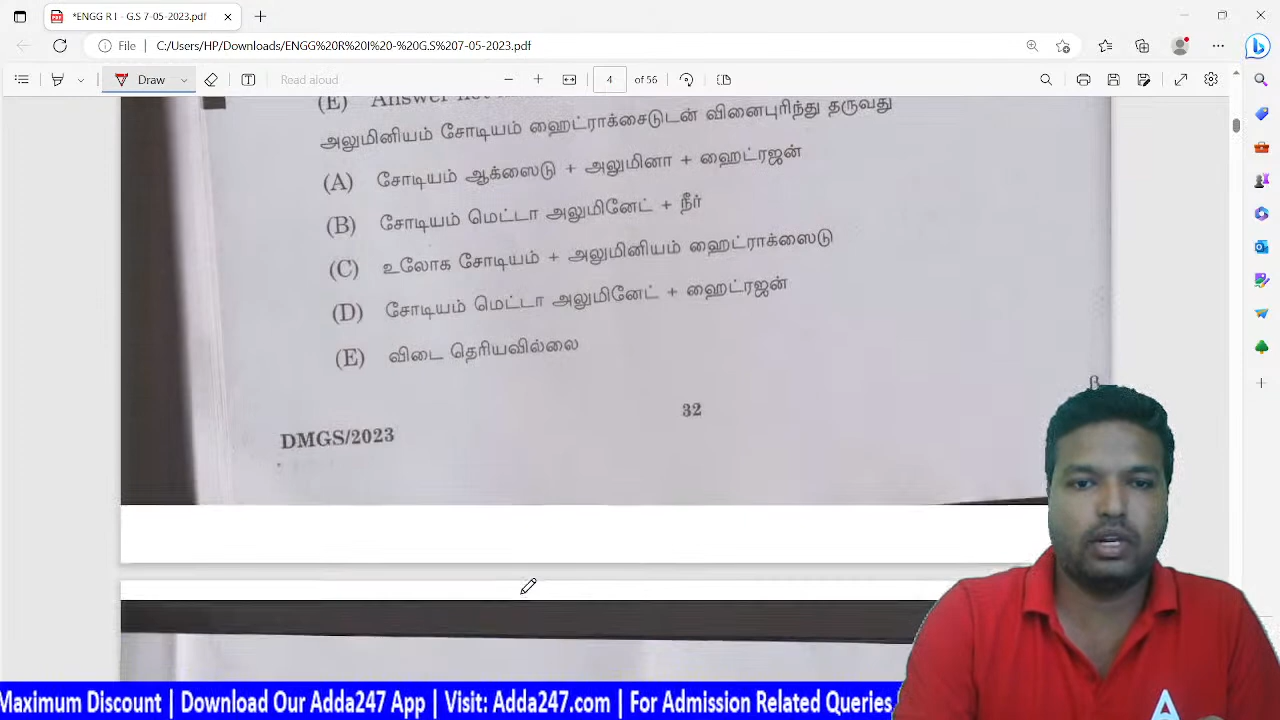 *ENGG R I - G.S 7-05-2023.pdf
File C:/Users/HP/Downloads/ENGG%20R%20I%20-%20G.S%207-05-2023.pdf
Draw Read aloud 4 of 56
(E) Answer not
அலுமினியம் சோடியம் ஹைட்ராக்சைடுடன் வினைபுரிந்து தருவது
(A) சோடியம் ஆக்ஸைடு + அலுமினா + ஹைட்ரஜன்
(B) சோடியம் மெட்டா அலுமினேட் + நீர்
(C) உலோக சோடியம் + அலுமினியம் ஹைட்ராக்ஸைடு
(D) சோடியம் மெட்டா அலுமினேட் + ஹைட்ரஜன்
(E) விடை தெரியவில்லை
32
DMGS/2023
Maximum Discount | Download Our Adda247 App | Visit: Adda247.com | For Admission Related Queries,